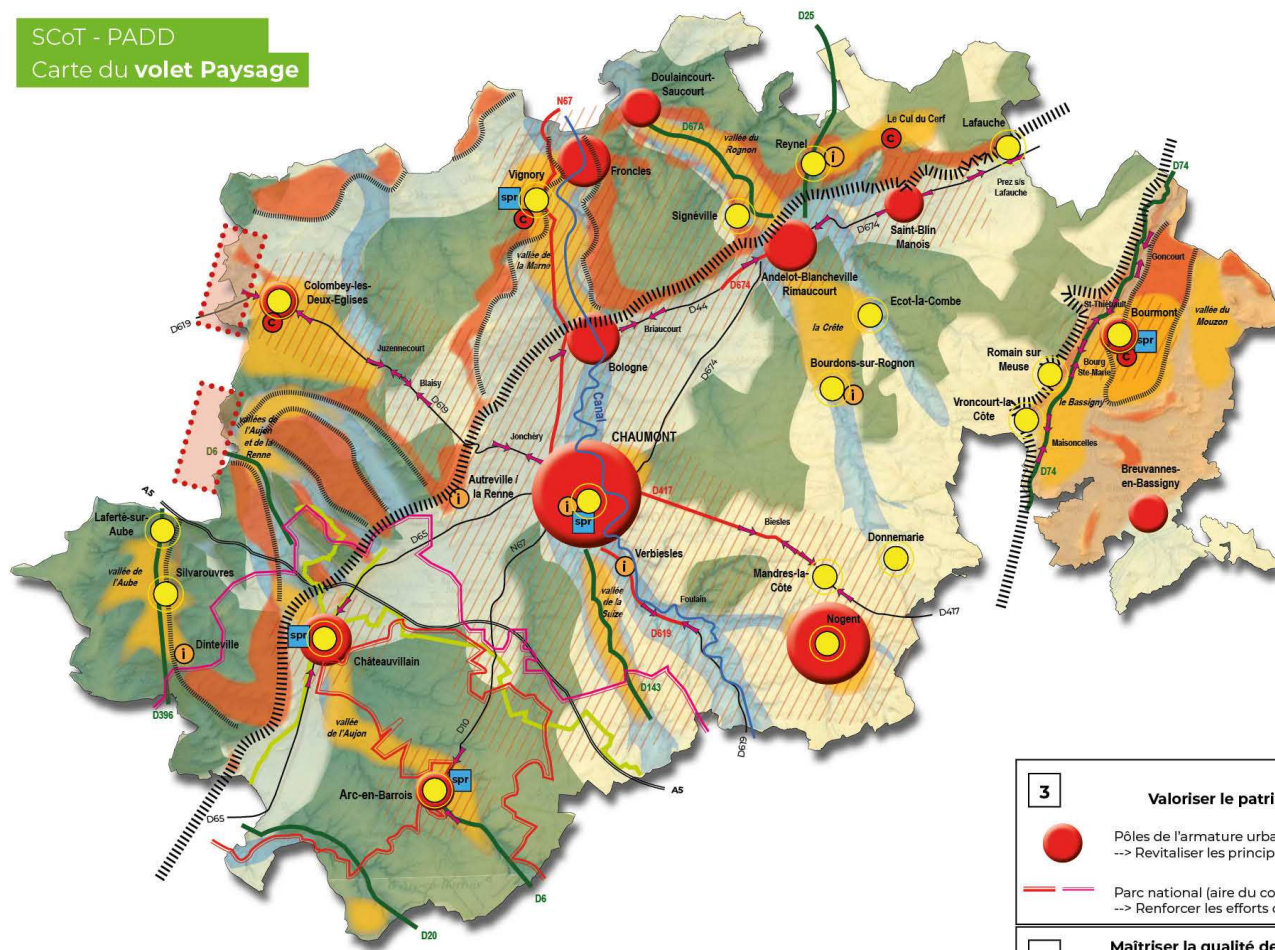 SCoT - PADD
Carte du volet Paysage
D25
Doulaincourt-
Saucourt
N67
D67A
vallée du
Rognon
Le Cul du Cerf
C
Lafauche
Reynel
i
D74
Froncles
Vignory
spr
C
Signéville
Prez s/s
Lafauche
Saint-Blin
Manois
D674
vallée de
la Marne
Andelot-Blancheville
Rimaucourt
D674
Goncourt
Colombey-les-
Deux-Eglises
C
D619
Ecot-la-Combe
St-Thiébault
Bourmont
spr
C
vallée du
Mouzon
D44
Briaucourt
la Crête
Juzennecourt
Bologne
D674
Bourdons-sur-Rognon
i
Romain sur
Meuse
Bourg
Ste-Marie
Blaisy
D619
Canal
Vroncourt-la-
Côte
le Bassigny
vallées de
l'Aujon
et de la
Renne
D6
Jonchéry
CHAUMONT
Maisoncelles
D74
Breuvannes-
en-Bassigny
Autreville /
la Renne
i
A5
D417
i
spr
Laferté-sur-
Aube
D65
N67
Biesles
Donnemarie
Verbiesles
i
vallée de
l'Aube
Silvarouvres
Mandres-la-
Côte
vallée
de la
Suize
Foulain
D417
D619
Nogent
Dinteville
i
spr
Châteauvillain
D143
D396
vallée
de l'Aujon
D10
D619
spr
Arc-en-Barrois
A5
D65
D6
D20
3
Valoriser le patri
Pôles de l'armature urba
--> Revitaliser les princip
Parc national (aire du co
--> Renforcer les efforts d
Maîtriser la qualité de